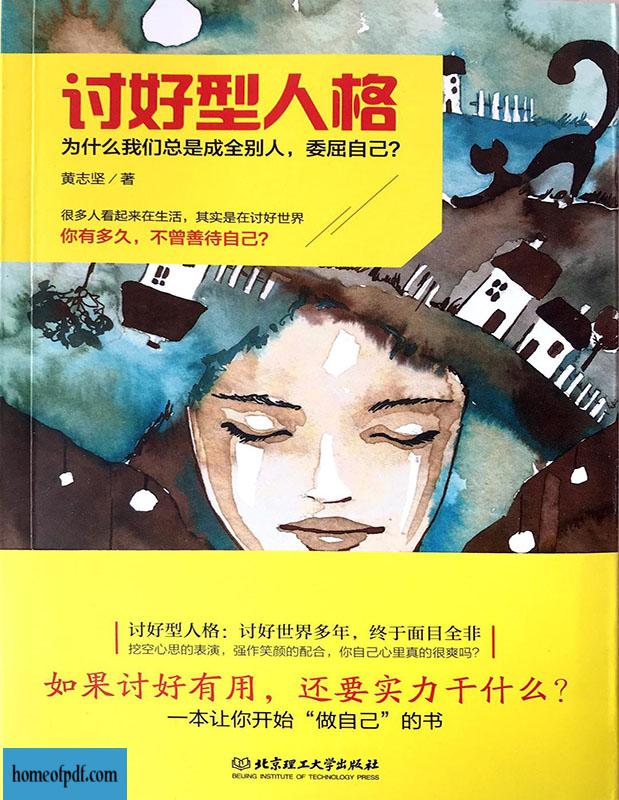 讨好型人格
为什么我们总是成全别人，委屈自己？
黄志坚／著
很多人看起来在生活，其实是在讨好世界
你有多久，不曾善待自己？
讨好型人格：讨好世界多年，终于面目全非
挖空心思的表演，强作笑颜的配合，你自己心里真的很爽吗？
如果讨好有用，还要实力干什么？
一本让你开始“做自己”的书
北京理工大学出版社
BEIJING INSTITUTE OF TECHNOLOGY PRESS
homeofpdf.com